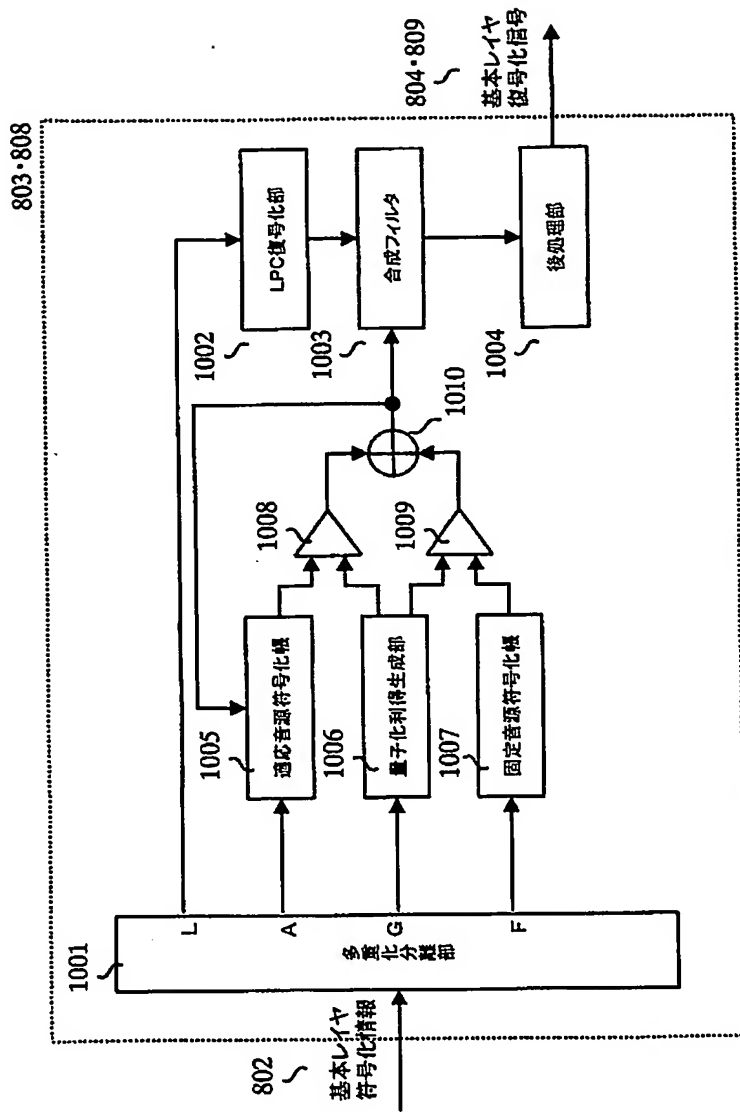 803・808
802
基本レイヤ
符号化情報
1001
多重化分離部
L
A
G
F
1002
LPC復号化部
1003
合成フィルタ
1004
後処理部
1005
適応音源符号化帳
1006
量子化利得生成部
1007
固定音源符号化帳
1008
1009
1010
804・809
基本レイヤ
復号化信号